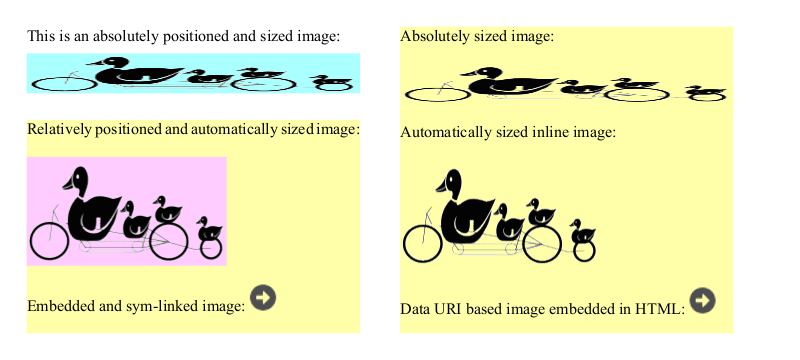 This is an absolutely positioned and sized image:
Relatively positioned and automatically sized image:
Embedded and sym-linked image:
Absolutely sized image:
Automatically sized inline image:
Data URI based image embedded in HTML: